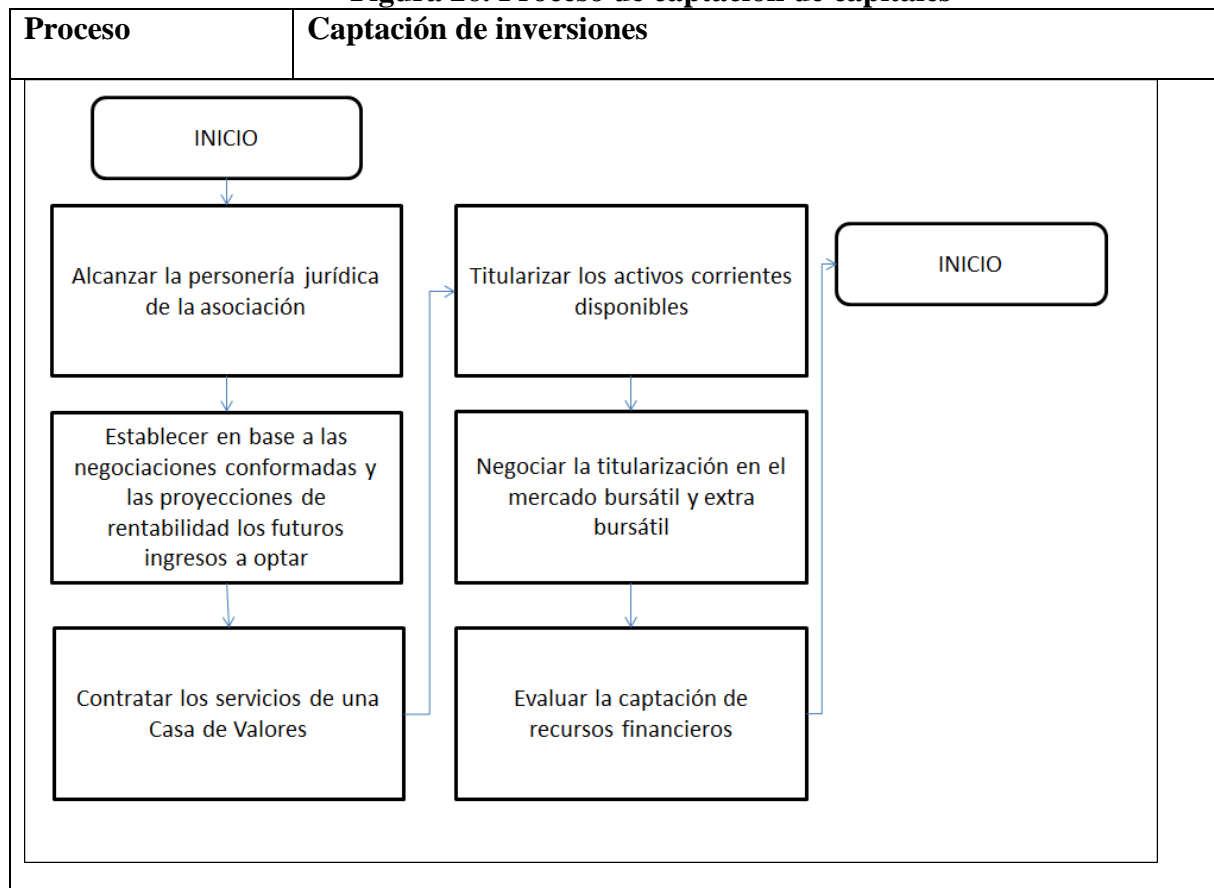 Proceso
Captación de inversiones
INICIO
Alcanzar la personería jurídica
de la asociación
Establecer en base a las
negociaciones conformadas y
las proyecciones de
rentabilidad los futuros
ingresos a optar
Contratar los servicios de una
Casa de Valores
Titularizar los activos corrientes
disponibles
Negociar la titularización en el
mercado bursátil y extra
bursátil
Evaluar la captación de
recursos financieros
INICIO